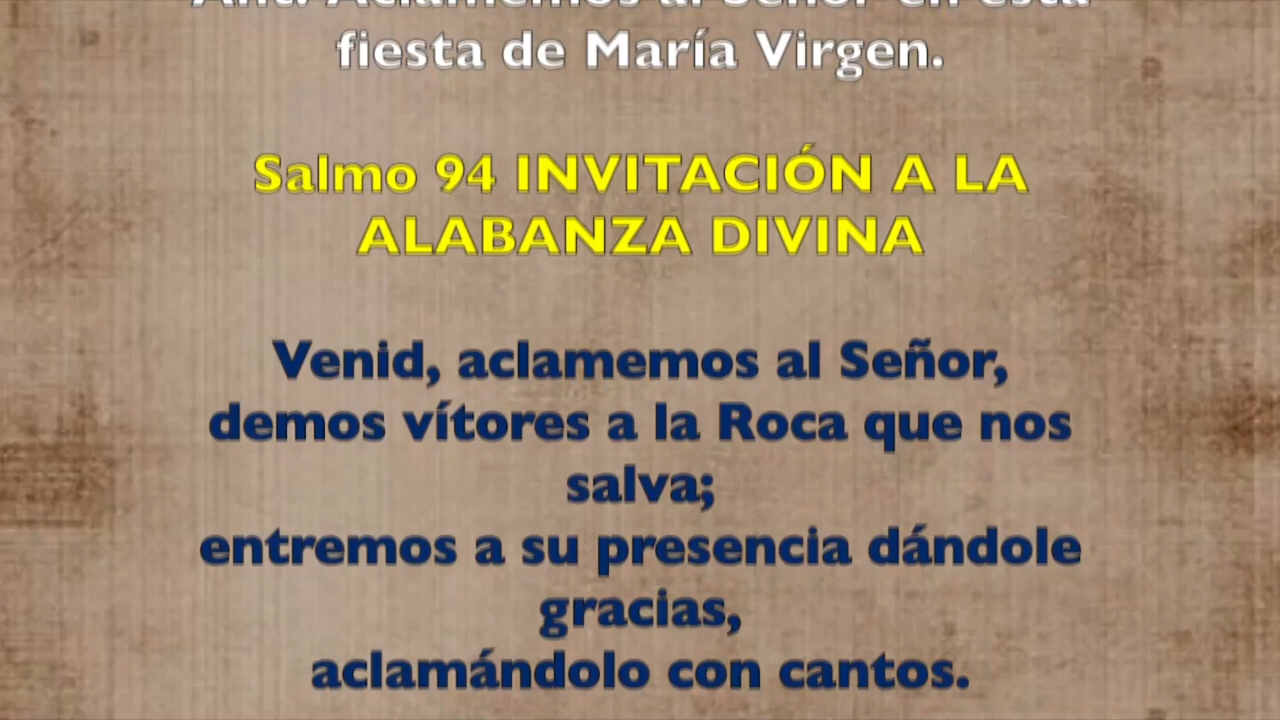 Ant. Aclamemos al Señor en esta
fiesta de María Virgen.
Salmo 94 INVITACIÓN A LA
ALABANZA DIVINA
Venid, aclamemos al Señor,
demos vítores a la Roca que nos
salva;
entremos a su presencia dándole
gracias,
aclamándolo con cantos.